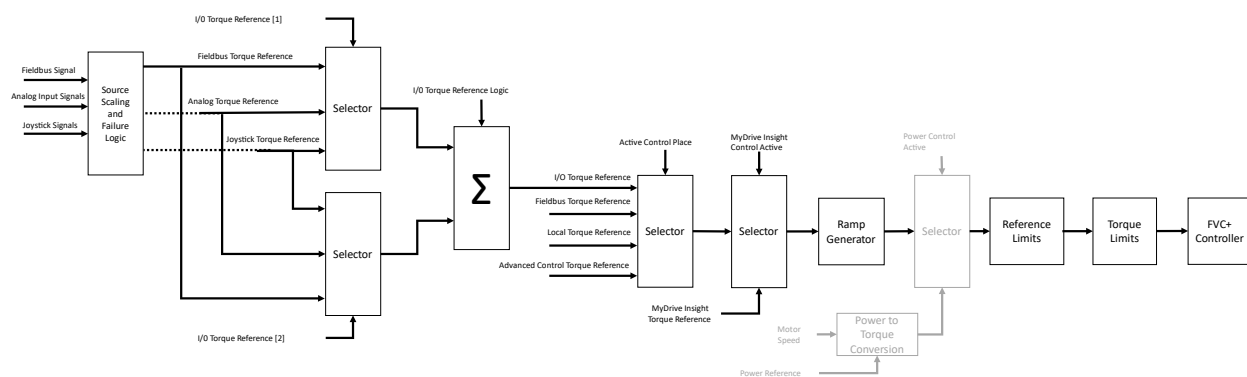 I/0 Torque Reference [1]
Fieldbus Signal
Analog Input Signals
Joystick Signals
Source
Scaling
and
Failure
Logic
Fieldbus Torque Reference
Analog Torque Reference
Joystick Torque Reference
Selector
Selector
I/0 Torque Reference [2]
I/0 Torque Reference Logic
Σ
Active Control Place
I/O Torque Reference
Fieldbus Torque Reference
Local Torque Reference
Advanced Control Torque Reference
Selector
MyDrive Insight
Control Active
Selector
MyDrive Insight
Torque Reference
Ramp
Generator
Power Control
Active
Selector
Motor
Speed
Power to
Torque
Conversion
Power Reference
Reference
Limits
Torque
Limits
FVC+
Controller